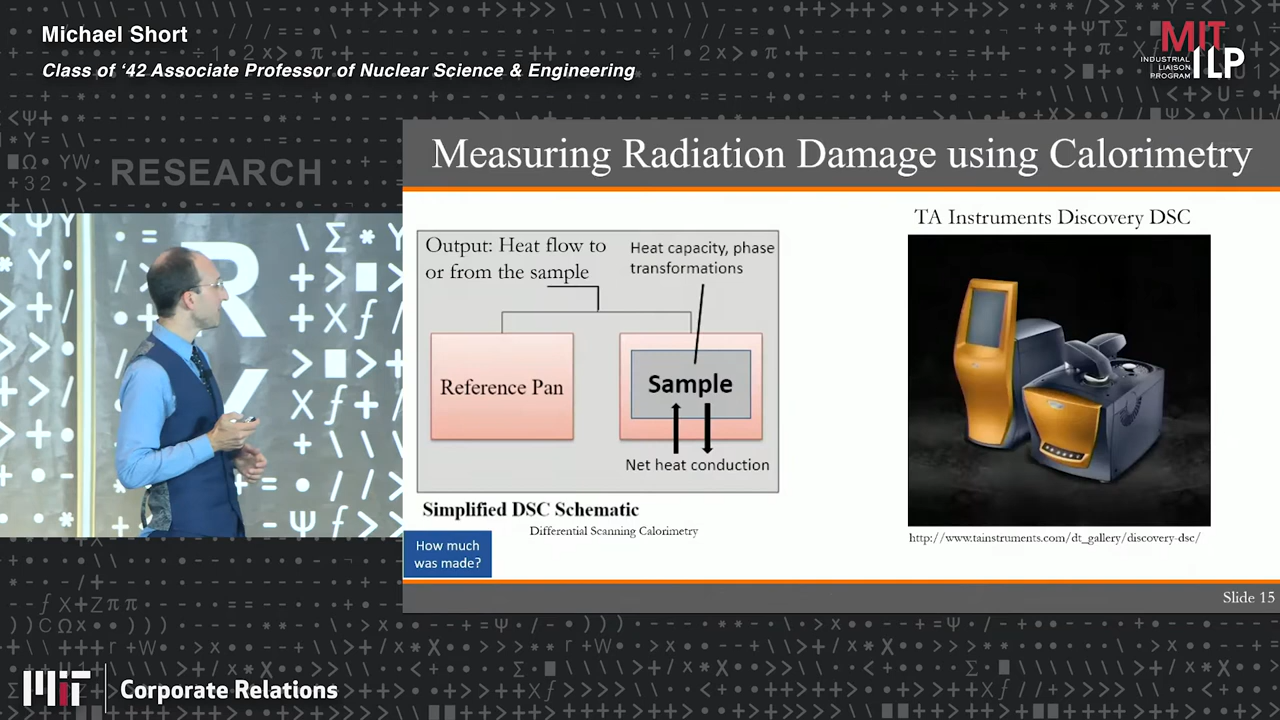 Michael Short
Class of ‘42 Associate Professor of Nuclear Science & Engineering
MIT
INDUSTRIAL
LIAISON
PROGRAM
ILP
RESEARCH
Measuring Radiation Damage using Calorimetry
Output: Heat flow to
or from the sample
Heat capacity, phase
transformations
Reference Pan
Sample
Net heat conduction
Simplified DSC Schematic
Differential Scanning Calorimetry
How much
was made?
TA Instruments Discovery DSC
http://www.tainstruments.com/dt_gallery/discovery-dsc/
Slide 15
MIT
Corporate Relations